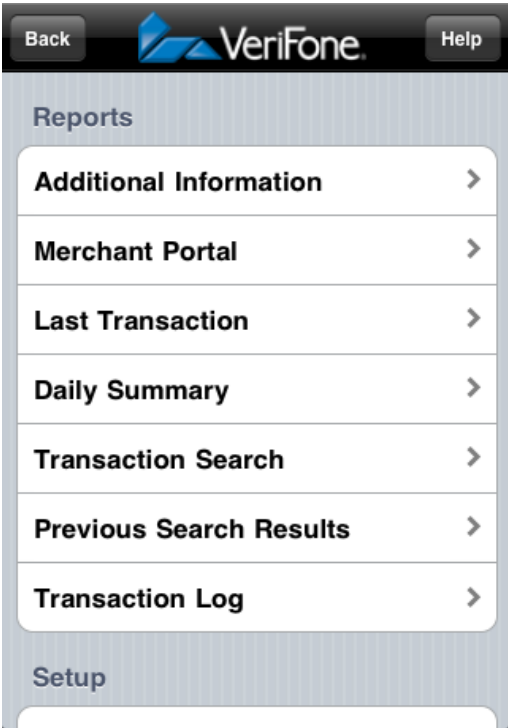 Back
VeriFone.
Help
Reports
Additional Information
Merchant Portal
Last Transaction
Daily Summary
Transaction Search
Previous Search Results
Transaction Log
Setup